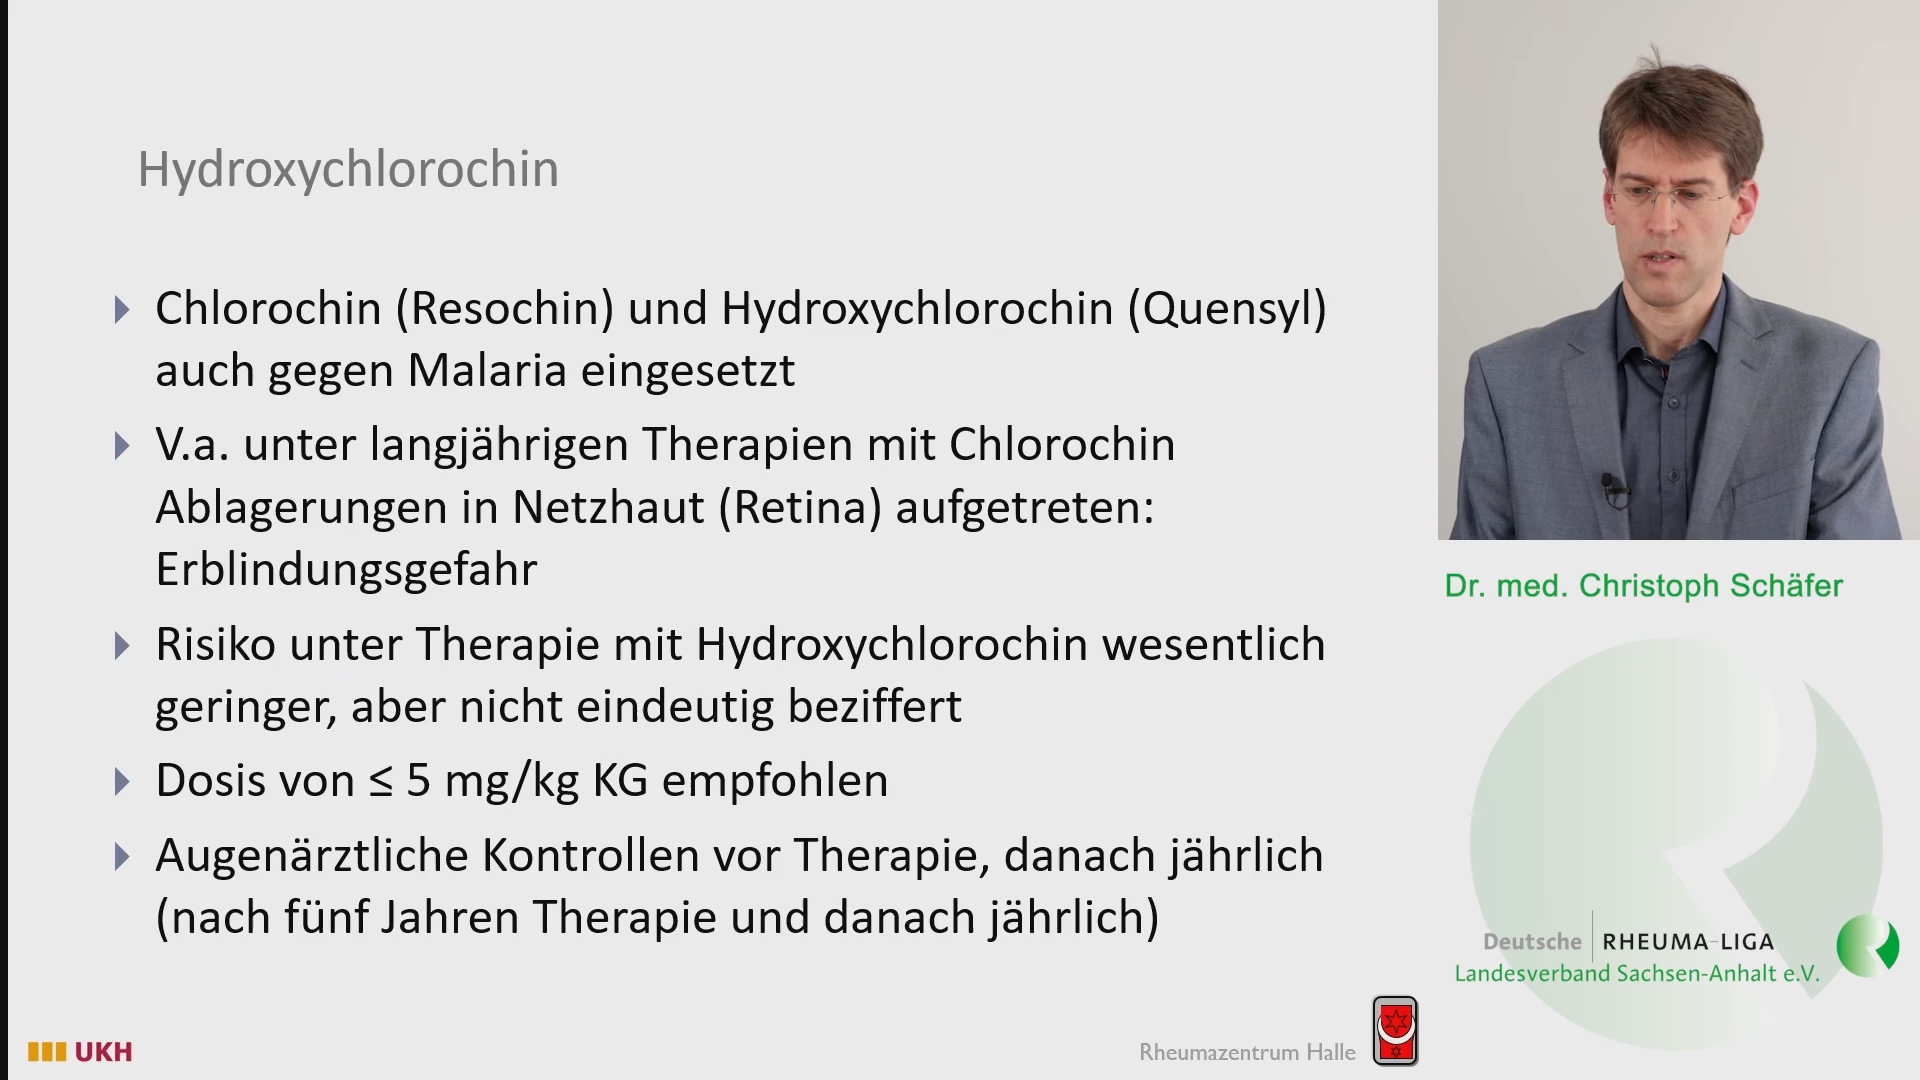 Hydroxychlorochin
Chlorochin (Resochin) und Hydroxychlorochin (Quensyl)
auch gegen Malaria eingesetzt
V.a. unter langjährigen Therapien mit Chlorochin
Ablagerungen in Netzhaut (Retina) aufgetreten:
Erblindungsgefahr
Risiko unter Therapie mit Hydroxychlorochin wesentlich
geringer, aber nicht eindeutig beziffert
Dosis von ≤ 5 mg/kg KG empfohlen
Augenärztliche Kontrollen vor Therapie, danach jährlich
(nach fünf Jahren Therapie und danach jährlich)
UKH
Rheumazentrum Halle
Dr. med. Christoph Schäfer
Deutsche RHEUMA-LIGA
Landesverband Sachsen-Anhalt e.V.